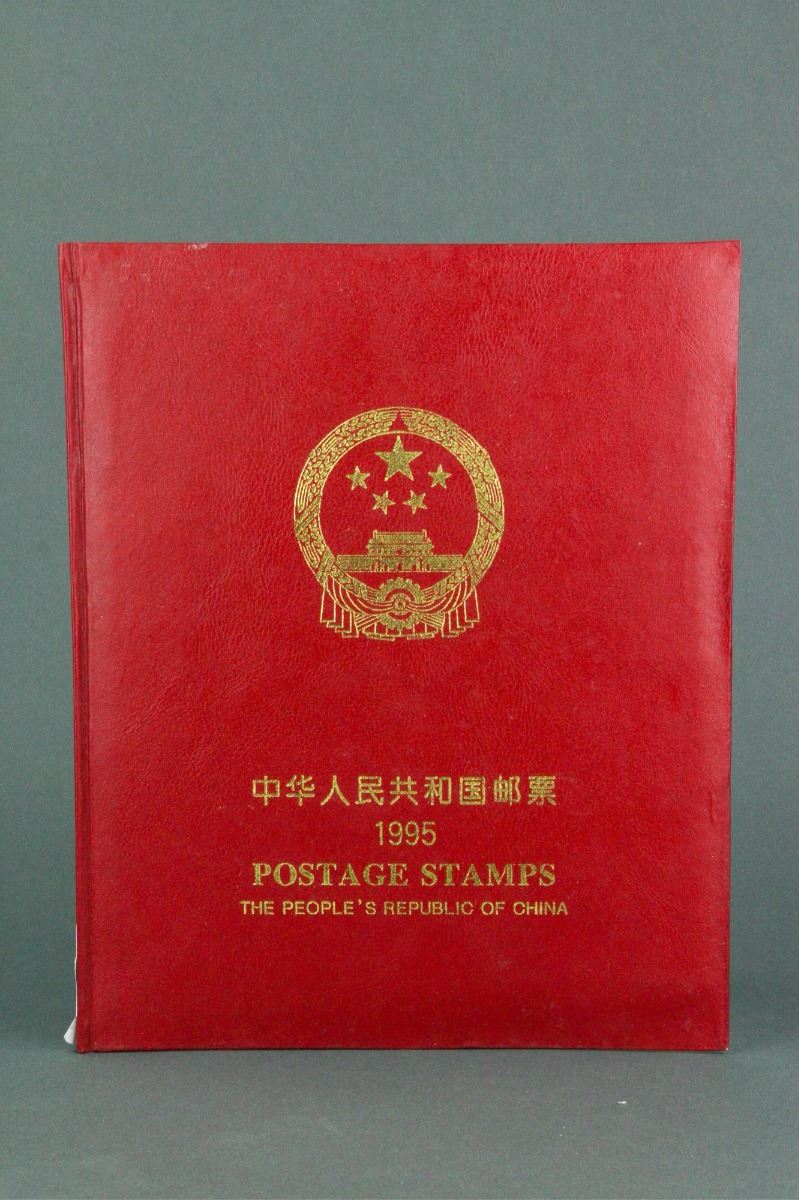 中华人民共和国邮票
1995
POSTAGE STAMPS
THE PEOPLE'S REPUBLIC OF CHINA